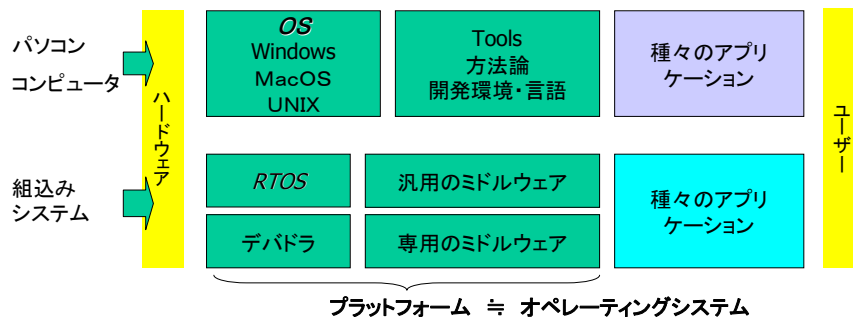 パソコン
コンピュータ
ハードウェア
OS
Windows
MacOS
UNIX
Tools
方法論
開発環境・言語
種々のアプリ
ケーション
ユーザー
組込み
システム
RTOS
汎用のミドルウェア
デバドラ
専用のミドルウェア
種々のアプリ
ケーション
プラットフォーム ≒ オペレーティングシステム